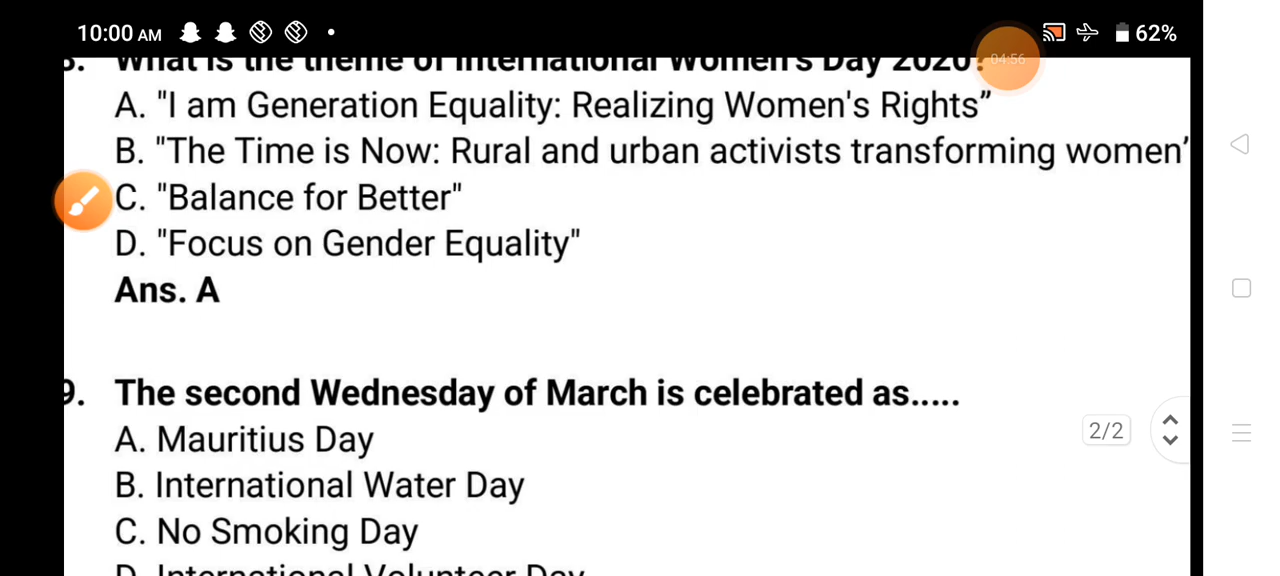 10:00 AM 62%
04:56
8. What is the theme of International Women's Day 2020?
A. "I am Generation Equality: Realizing Women's Rights”
B. "The Time is Now: Rural and urban activists transforming women’
C. "Balance for Better"
D. "Focus on Gender Equality"
Ans. A
9. The second Wednesday of March is celebrated as.....
A. Mauritius Day
2/2
B. International Water Day
C. No Smoking Day
D. International Volunteer Day